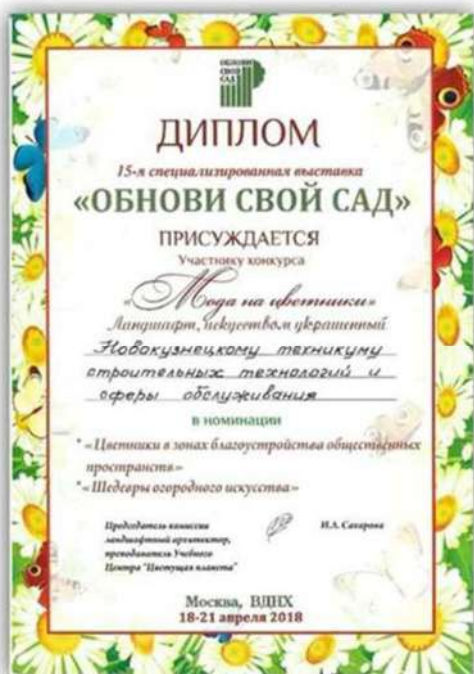 ОБНОВИ
СВОЙ
САД
ДИПЛОМ
15-я специализированная выставка
«ОБНОВИ СВОЙ САД»
ПРИСУЖДАЕТСЯ
Участнику конкурса
«Мода на цветники»
Ландшафт, искусством украшенный
Новокузнецкому техникуму
строительных технологий и
сферы обслуживания
в номинации
* «Цветники в зонах благоустройства общественных
пространств»
* «Шедевры огородного искусства»
Председатель комиссии
ландшафтный архитектор,
преподаватель Учебного
Центра "Цветущая планета"
И.А. Сахарова
Москва, ВДНХ
18-21 апреля 2018